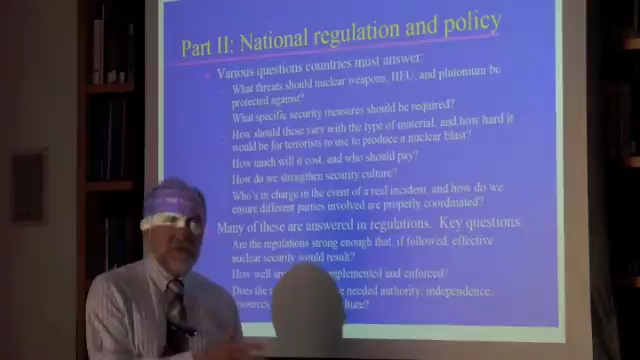 Part II: National regulation and policy
Various questions countries must answer:
What threats should nuclear weapons, HEU, and plutonium be
protected against?
What specific security measures should be required?
How should these vary with the type of material, and how hard it
would be for terrorists to use to produce a nuclear blast?
How much will it cost, and who should pay?
How do we strengthen security culture?
Who's in charge in the event of a real incident, and how do we
ensure different parties involved are properly coordinated?
Many of these are answered in regulations. Key questions:
Are the regulations strong enough that, if followed, effective
nuclear security would result?
How well implemented and enforced?
Does the needed authority, independence,